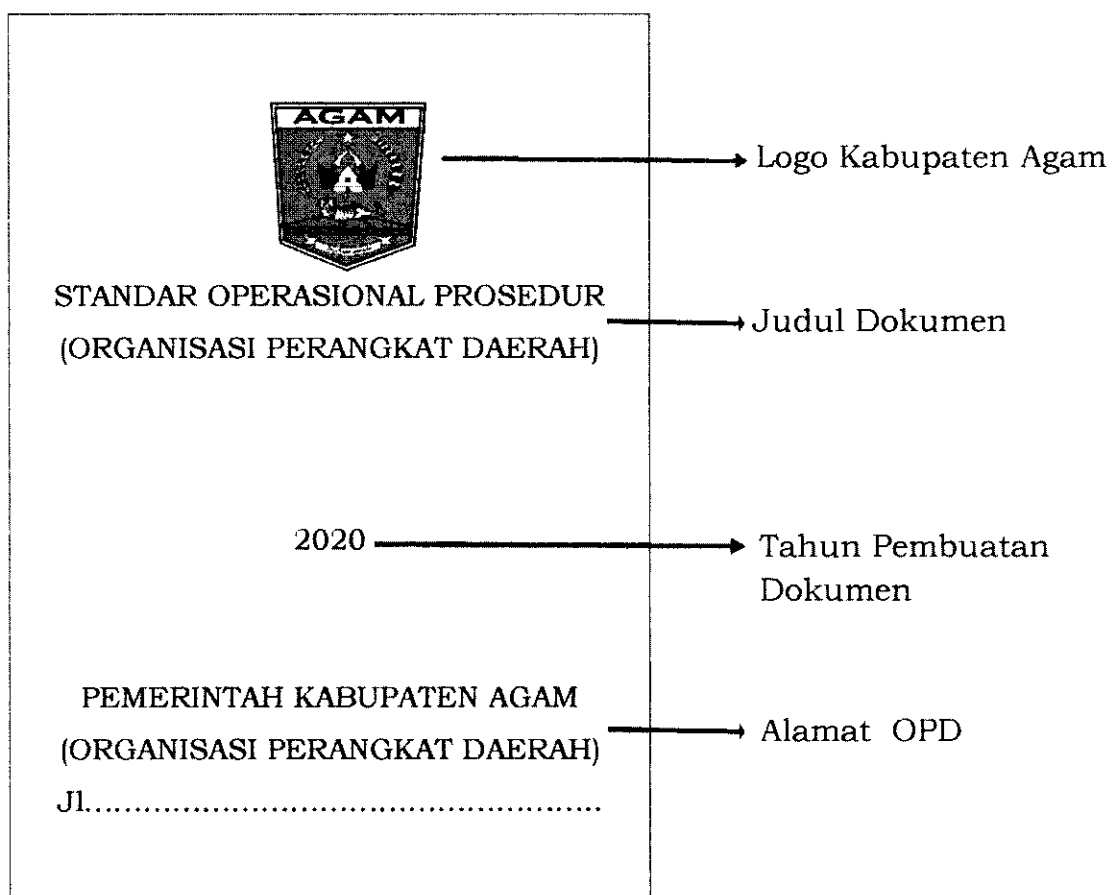 AGAM
Logo Kabupaten Agam
STANDAR OPERASIONAL PROSEDUR
(ORGANISASI PERANGKAT DAERAH)
Judul Dokumen
2020
Tahun Pembuatan
Dokumen
PEMERINTAH KABUPATEN AGAM
(ORGANISASI PERANGKAT DAERAH)
Alamat OPD
Jl....................................................